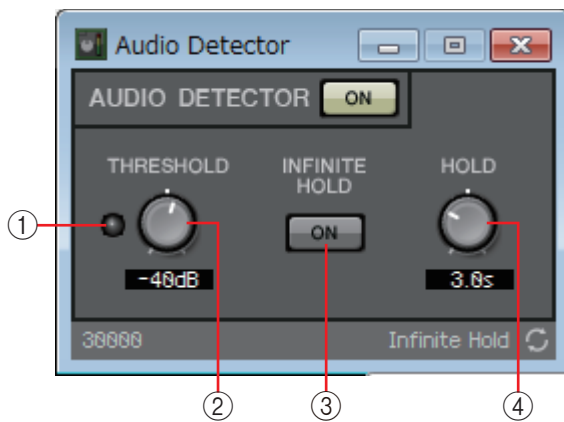 Audio Detector
AUDIO DETECTOR ON
THRESHOLD
INFINITE
HOLD
HOLD
①
ON
-40dB
3.0s
30000
Infinite Hold
② ③ ④